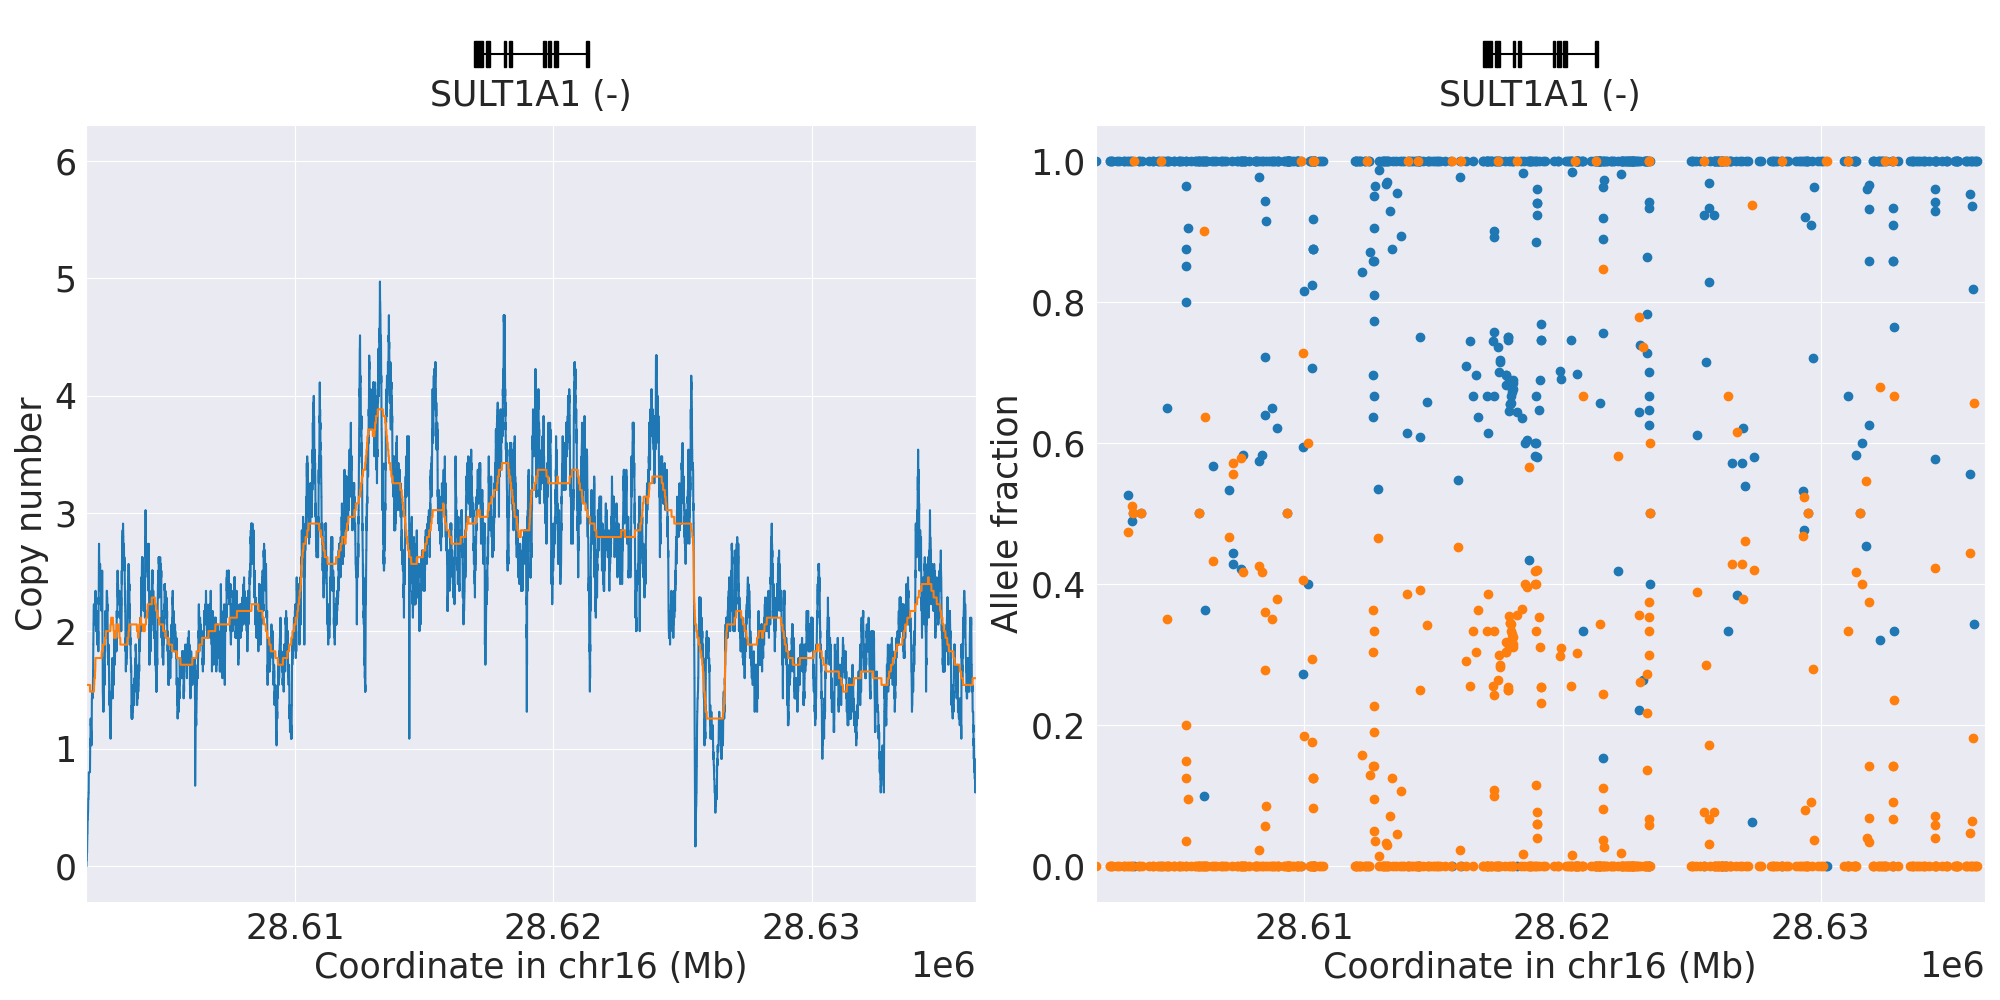 SULT1A1 (-)
6
5
4
3
2
1
0
Copy number
28.61
28.62
28.63
Coordinate in chr16 (Mb)
1e6
SULT1A1 (-)
1.0
0.8
0.6
0.4
0.2
0.0
Allele fraction
28.61
28.62
28.63
Coordinate in chr16 (Mb)
1e6